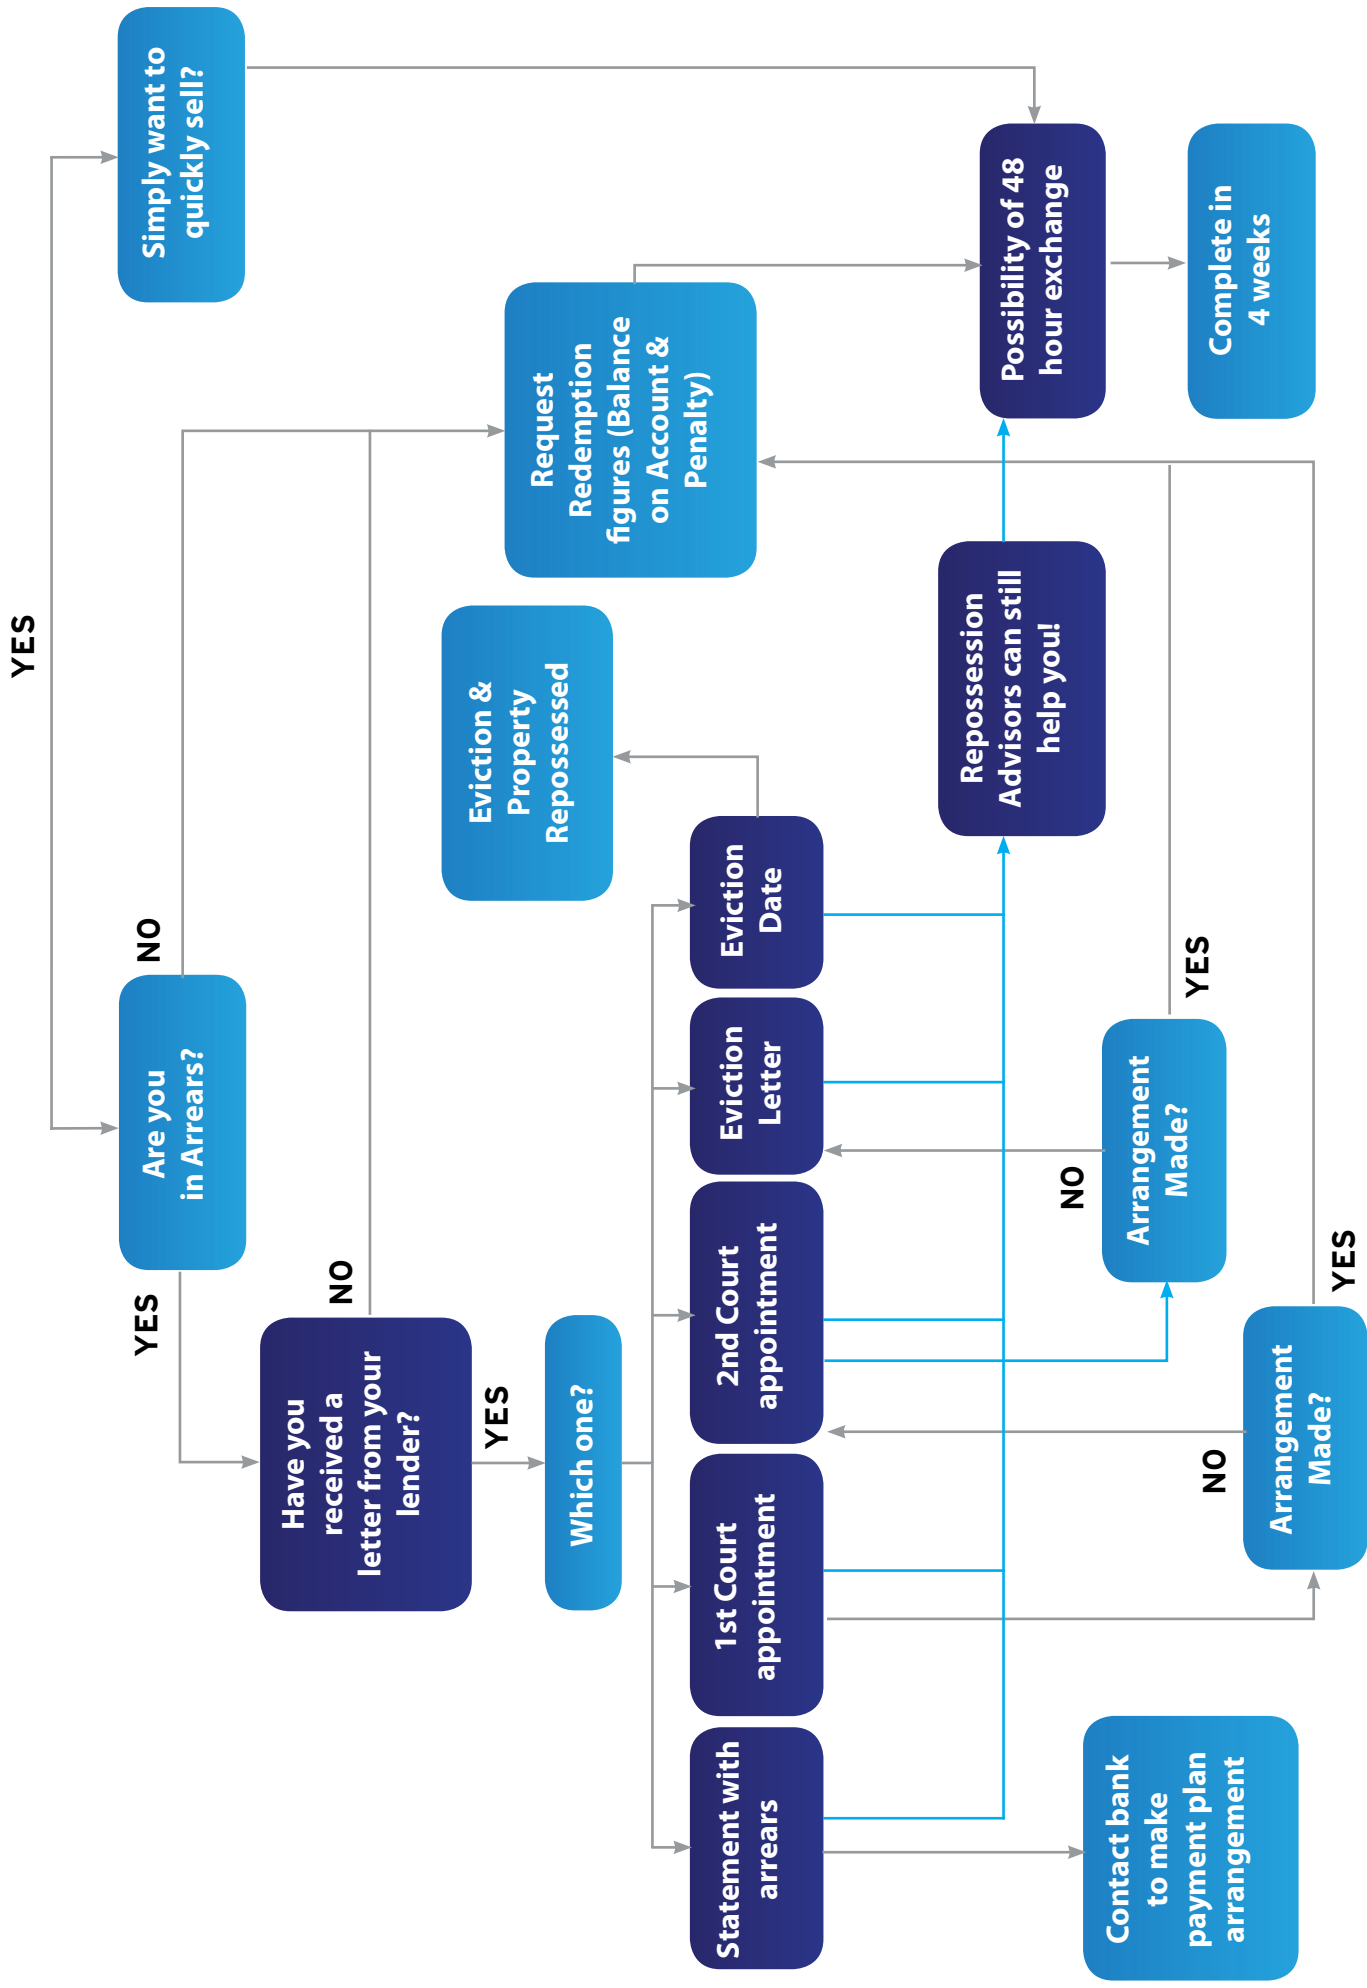 YES
Are you
in Arrears?
Simply want to
quickly sell?
YES
NO
Have you
received a
letter from your
lender?
NO
YES
Which one?
Eviction &
Property
Repossessed
Request
Redemption
figures (Balance
on Account &
Penalty)
Statement with
arrears
1st Court
appointment
2nd Court
appointment
Eviction
Letter
Eviction
Date
Repossession
Advisors can still
help you!
Possibility of 48
hour exchange
Contact bank
to make
payment plan
arrangement
NO
Arrangement
Made?
YES
NO
Arrangement
Made?
YES
Complete in
4 weeks